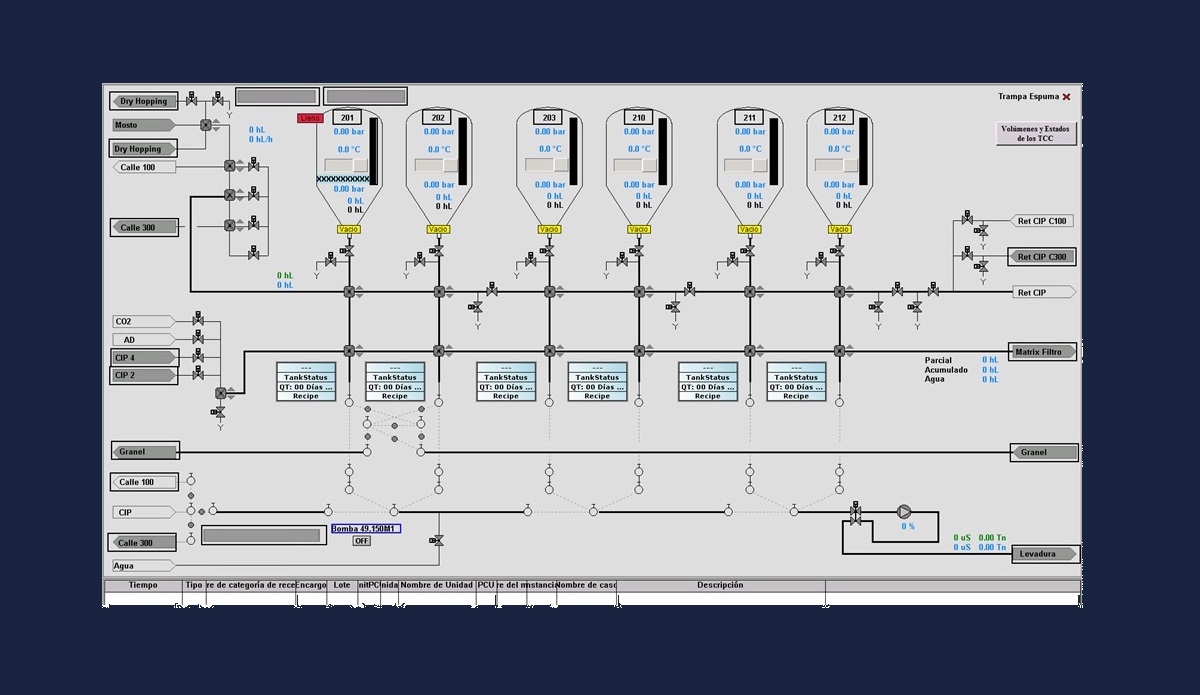 Dry Hopping
Mosto
Dry Hopping
Calle 100
Calle 300
0 hL
0 hL/h
Lleno
201
0.00 bar
0.0 °C
0.00 bar
0 hL
0 hL
Vacio
202
0.00 bar
0.0 °C
0.00 bar
0 hL
0 hL
Vacio
203
0.00 bar
0.0 °C
0.00 bar
0 hL
0 hL
Vacio
210
0.00 bar
0.0 °C
0.00 bar
0 hL
0 hL
Vacio
211
0.00 bar
0.0 °C
0.00 bar
0 hL
0 hL
Vacio
212
0.00 bar
0.0 °C
0.00 bar
0 hL
0 hL
Vacio
Trampa Espuma
Volúmenes y Estados
de los TCC
Ret CIP C100
Ret CIP C300
Ret CIP
0 hL
0 hL
CO2
AD
CIP 4
CIP 2
Matrix Filtro
Parcial 0 hL
Acumulado 0 hL
Agua 0 hL
---
TankStatus
QT: 00 Días ...
Recipe
---
TankStatus
QT: 00 Días ...
Recipe
---
TankStatus
QT: 00 Días ...
Recipe
---
TankStatus
QT: 00 Días ...
Recipe
---
TankStatus
QT: 00 Días ...
Recipe
---
TankStatus
QT: 00 Días ...
Recipe
Granel
Granel
Calle 100
CIP
Calle 300
Agua
Bomba 49.150M1
OFF
0 %
0 uS 0.00 Tn
0 uS 0.00 Tn
Levadura
Tiempo Tipo re de categoría de rece Encargo Lote nitPC nida Nombre de Unidad PCU re del m nstancia Nombre de caso Descripción